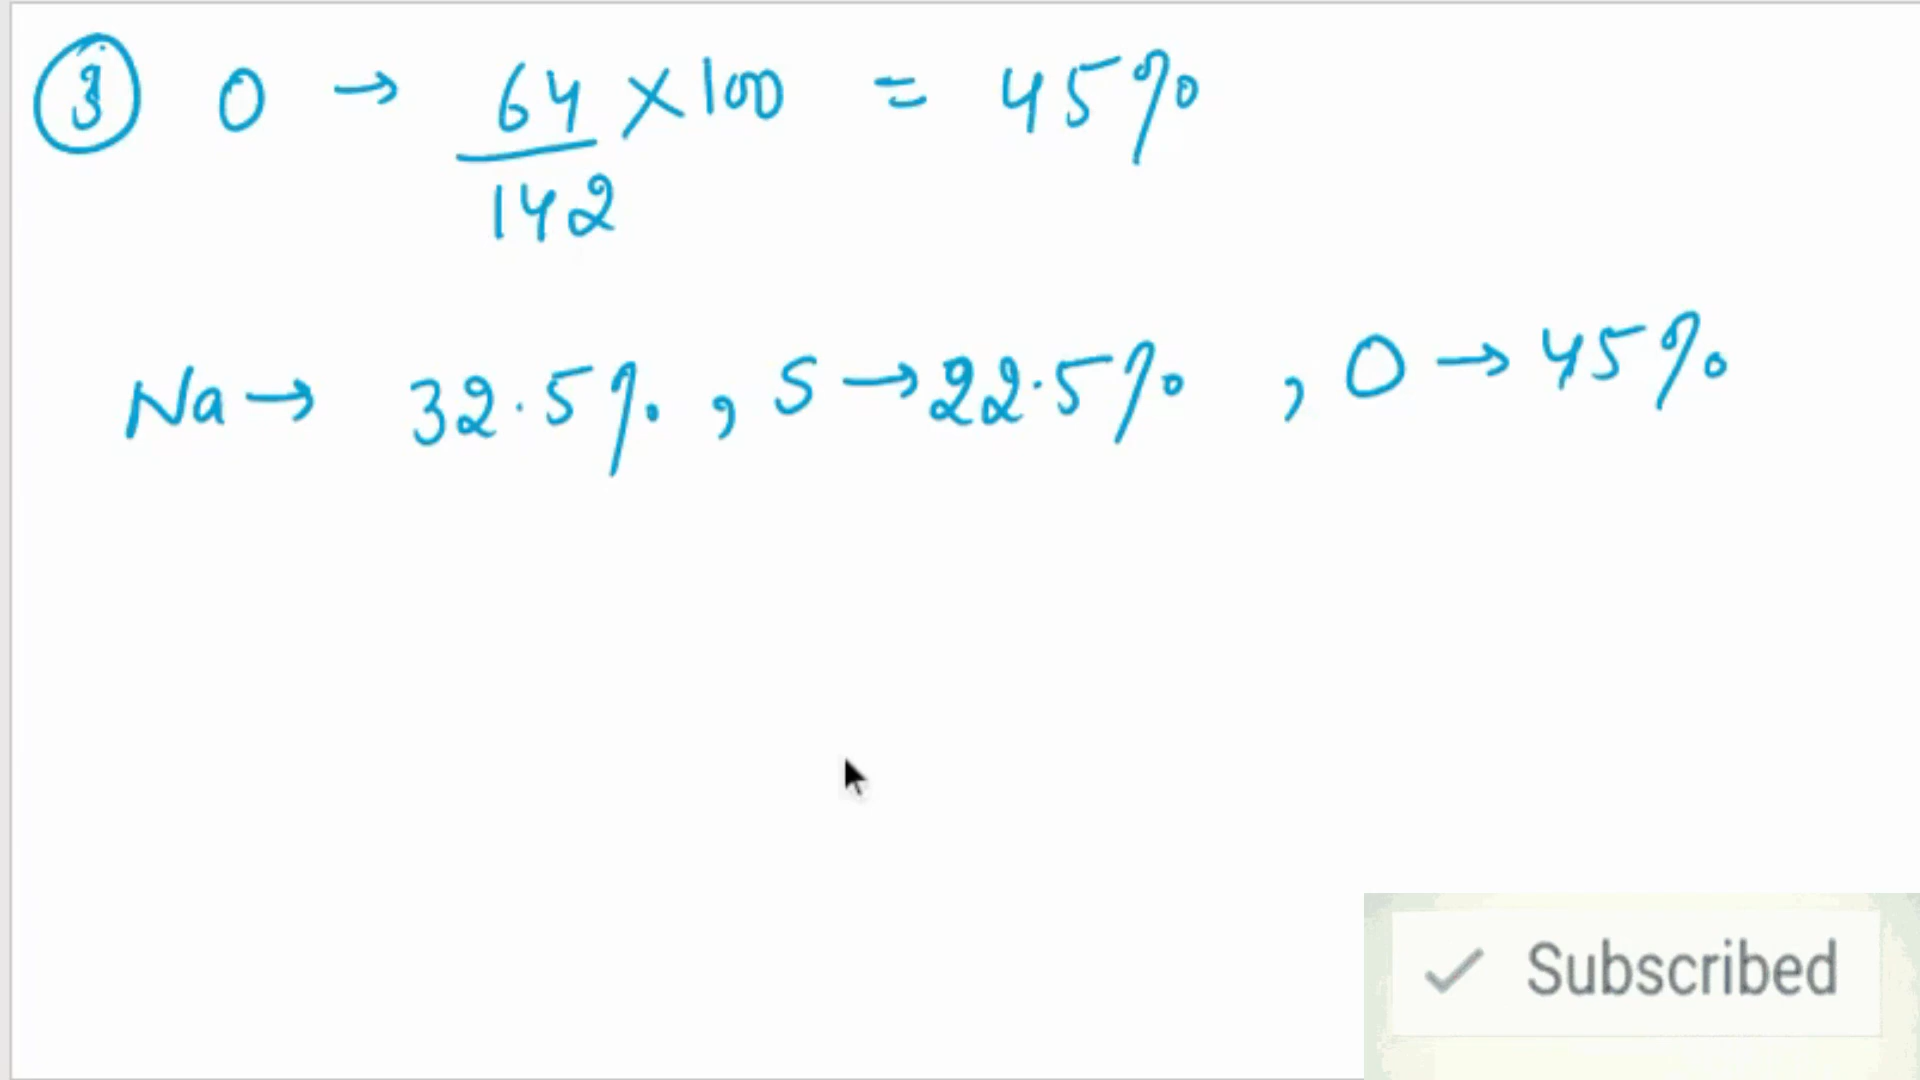 ③ O → 64/142 × 100 = 45%
Na → 32.5%, S → 22.5%, O → 45%
✓ Subscribed